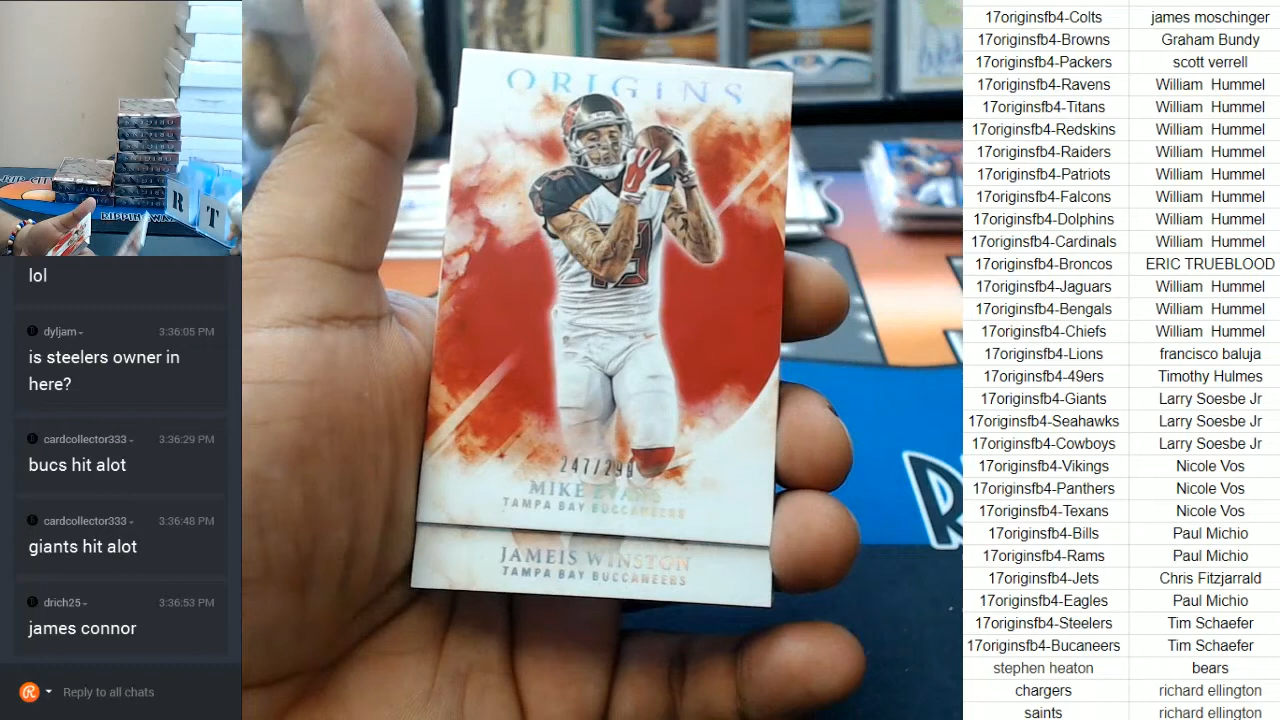 lol
dyljam
3:36:05 PM
is steelers owner in
here?
cardcollector333
3:36:29 PM
bucs hit alot
cardcollector333
3:36:48 PM
giants hit alot
drich25
3:36:53 PM
james connor
Reply to all chats
R T
ORIGINS
247/299
MIKE EVANS
TAMPA BAY BUCCANEERS
JAMEIS WINSTON
TAMPA BAY BUCCANEERS
17originsfb4-Colts james moschinger
17originsfb4-Browns Graham Bundy
17originsfb4-Packers scott verrell
17originsfb4-Ravens William Hummel
17originsfb4-Titans William Hummel
17originsfb4-Redskins William Hummel
17originsfb4-Raiders William Hummel
17originsfb4-Patriots William Hummel
17originsfb4-Falcons William Hummel
17originsfb4-Dolphins William Hummel
17originsfb4-Cardinals William Hummel
17originsfb4-Broncos ERIC TRUEBLOOD
17originsfb4-Jaguars William Hummel
17originsfb4-Bengals William Hummel
17originsfb4-Chiefs William Hummel
17originsfb4-Lions francisco baluja
17originsfb4-49ers Timothy Hulmes
17originsfb4-Giants Larry Soesbe Jr
17originsfb4-Seahawks Larry Soesbe Jr
17originsfb4-Cowboys Larry Soesbe Jr
17originsfb4-Vikings Nicole Vos
17originsfb4-Panthers Nicole Vos
17originsfb4-Texans Nicole Vos
17originsfb4-Bills Paul Michio
17originsfb4-Rams Paul Michio
17originsfb4-Jets Chris Fitzjarrald
17originsfb4-Eagles Paul Michio
17originsfb4-Steelers Tim Schaefer
17originsfb4-Bucaneers Tim Schaefer
stephen heaton bears
chargers richard ellington
saints richard ellington